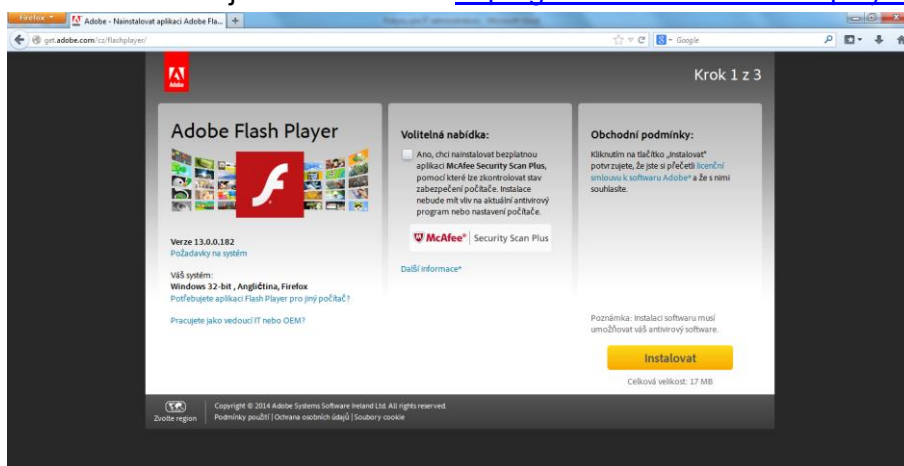 Firefox
Adobe - Nainstalovat aplikaci Adobe Fla...
get.adobe.com/cz/flashplayer/
Google
Adobe
Krok 1 z 3
Adobe Flash Player
Verze 13.0.0.182
Požadavky na systém
Váš systém:
Windows 32-bit , Angličtina, Firefox
Potřebujete aplikaci Flash Player pro jiný počítač?
Pracujete jako vedoucí IT nebo OEM?
Volitelná nabídka:
Ano, chci nainstalovat bezplatnou
aplikaci McAfee Security Scan Plus,
pomocí které lze zkontrolovat stav
zabezpečení počítače. Instalace
nebude mít vliv na aktuální antivirový
program nebo nastavení počítače.
McAfee® Security Scan Plus
Další informace*
Obchodní podmínky:
Kliknutím na tlačítko „Instalovat"
potvrzujete, že jste si přečetli licenční
smlouvu k softwaru Adobe* a že s nimi
souhlasíte.
Poznámka: Instalaci softwaru musí
umožňovat váš antivirový software.
Instalovat
Celková velikost: 17 MB
Zvolte region
Copyright © 2014 Adobe Systems Software Ireland Ltd. All rights reserved.
Podmínky použití | Ochrana osobních údajů | Soubory cookie